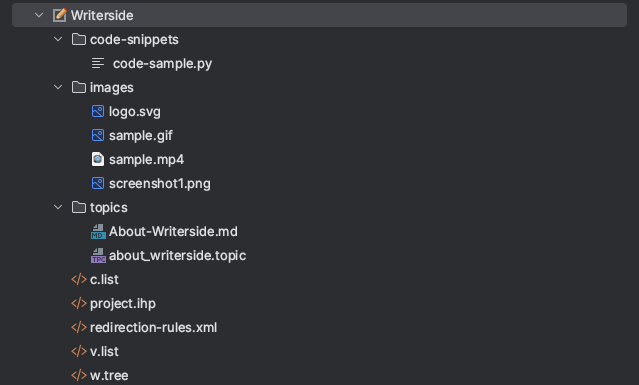 Writerside
code-snippets
code-sample.py
images
logo.svg
sample.gif
sample.mp4
screenshot1.png
topics
About-Writerside.md
about_writerside.topic
c.list
project.ihp
redirection-rules.xml
v.list
w.tree